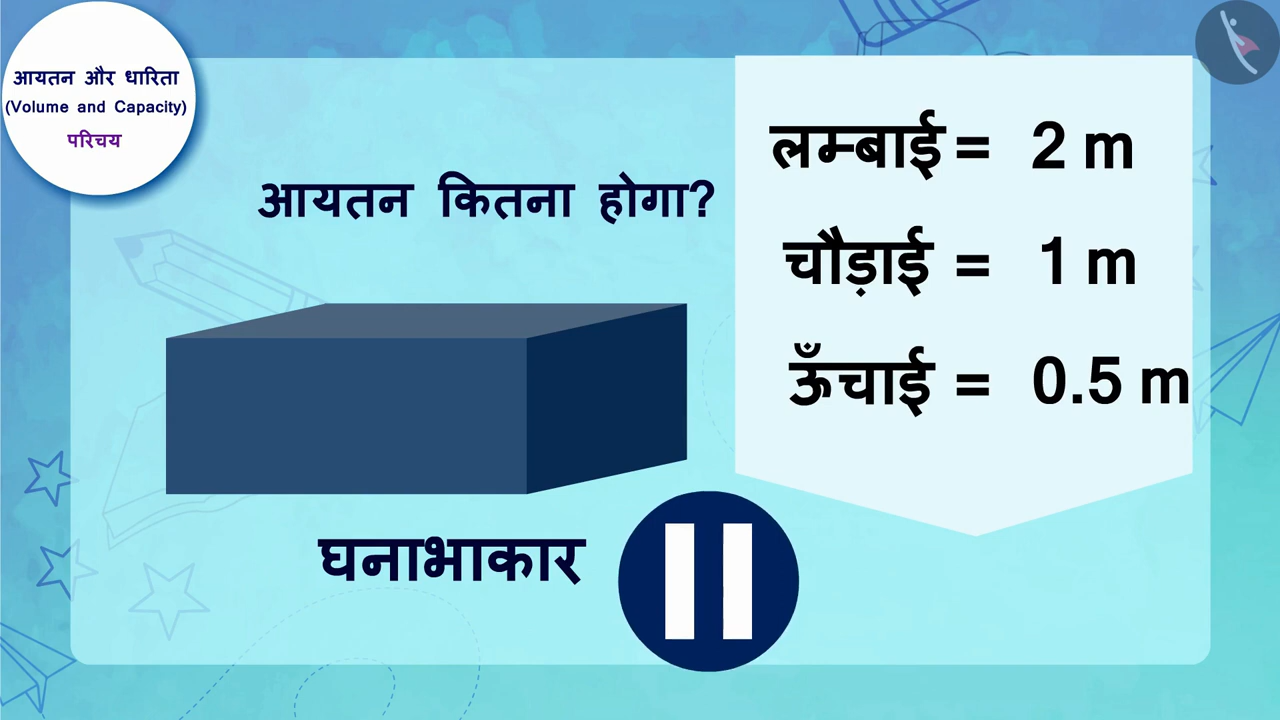 आयतन और धारिता
(Volume and Capacity)
परिचय
आयतन कितना होगा?
लम्बाई = 2 m
चौड़ाई = 1 m
ऊँचाई = 0.5 m
घनाभाकार